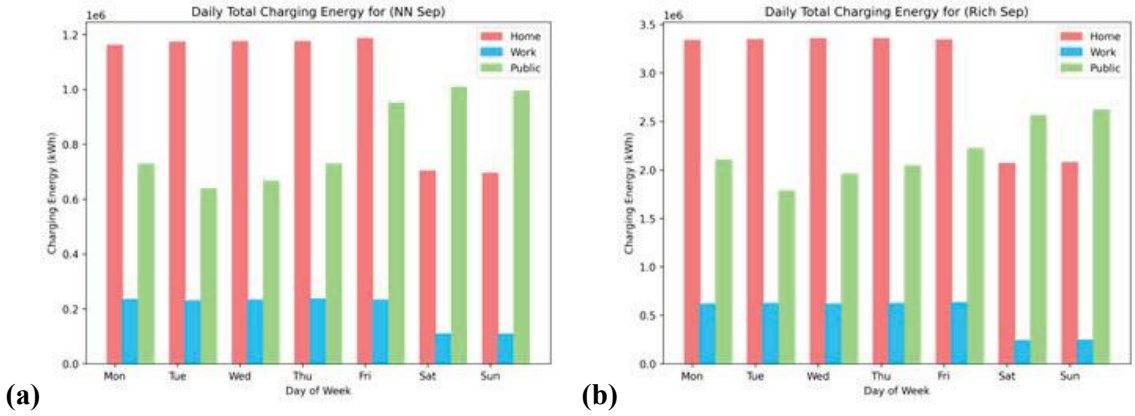 Daily Total Charging Energy for (NN Sep)
1e6
Home
Work
Public
1.2
1.0
0.8
0.6
0.4
0.2
0.0
Charging Energy (kWh)
Mon Tue Wed Thu Fri Sat Sun
Day of Week
(a)
Daily Total Charging Energy for (Rich Sep)
1e6
Home
Work
Public
3.5
3.0
2.5
2.0
1.5
1.0
0.5
0.0
Charging Energy (kWh)
Mon Tue Wed Thu Fri Sat Sun
Day of Week
(b)